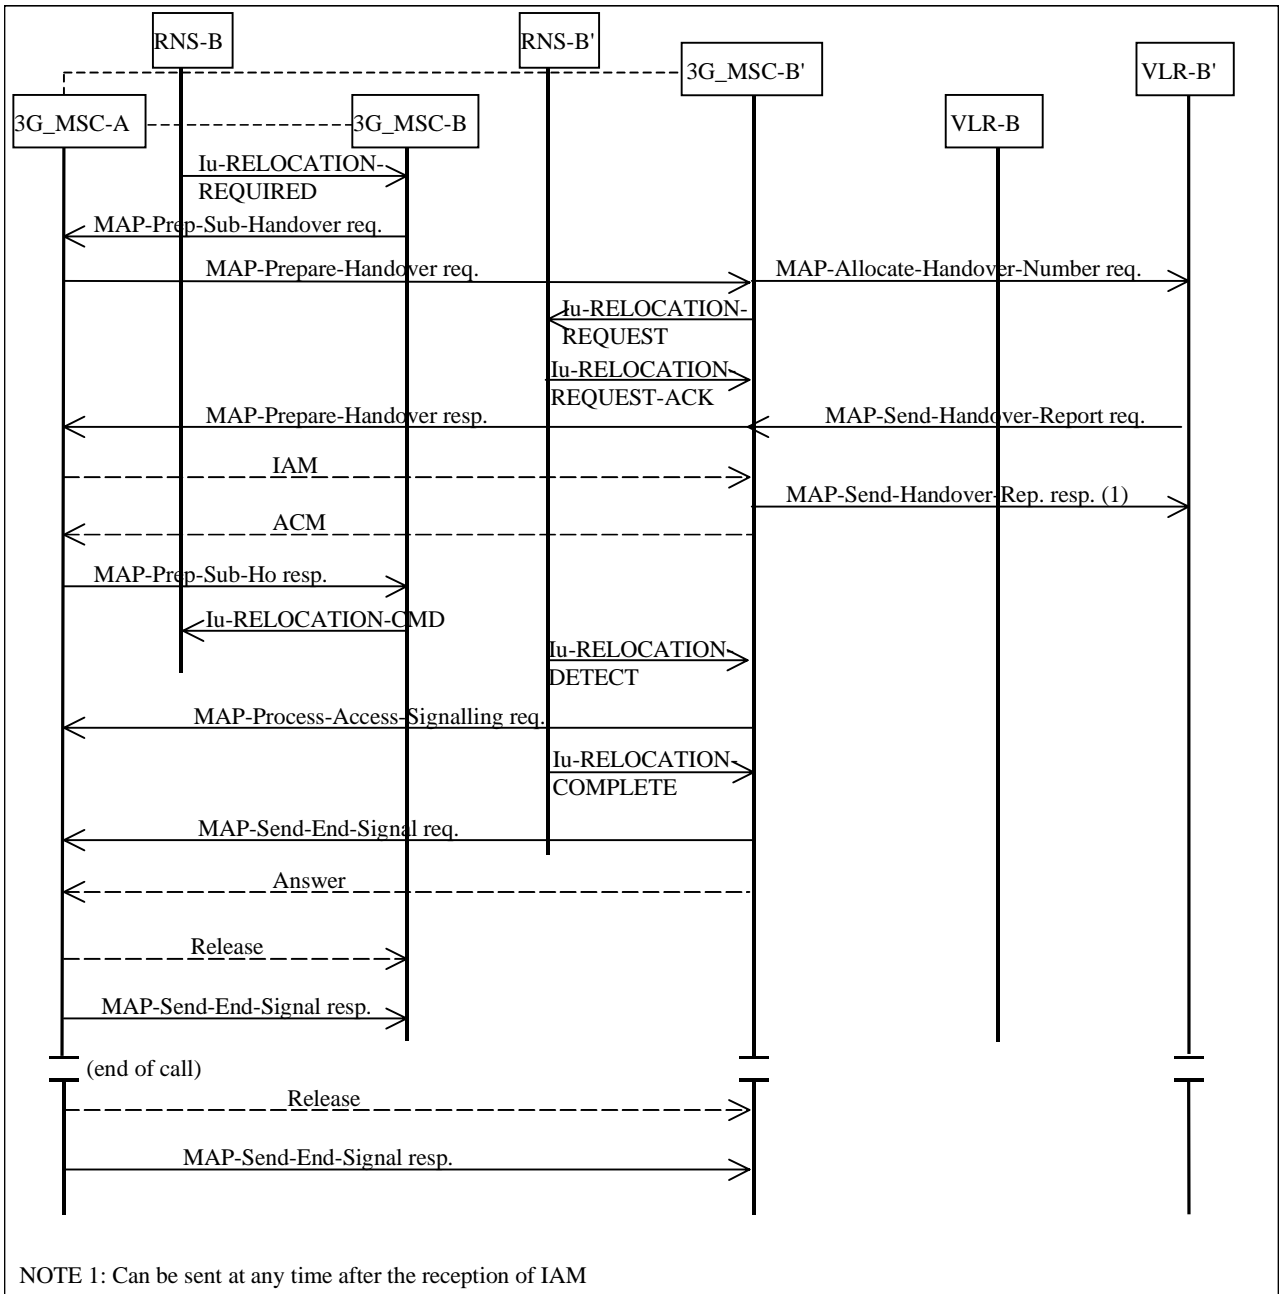 RNS-B
RNS-B'
3G_MSC-B'
VLR-B'
3G_MSC-A
3G_MSC-B
VLR-B
Iu-RELOCATION-
REQUIRED
MAP-Prep-Sub-Handover req.
MAP-Prepare-Handover req.
MAP-Allocate-Handover-Number req.
Iu-RELOCATION-
REQUEST
Iu-RELOCATION-
REQUEST-ACK
MAP-Prepare-Handover resp.
MAP-Send-Handover-Report req.
IAM
MAP-Send-Handover-Rep. resp. (1)
ACM
MAP-Prep-Sub-Ho resp.
Iu-RELOCATION-CMD
Iu-RELOCATION-
DETECT
MAP-Process-Access-Signalling req.
Iu-RELOCATION-
COMPLETE
MAP-Send-End-Signal req.
Answer
Release
MAP-Send-End-Signal resp.
(end of call)
Release
MAP-Send-End-Signal resp.
NOTE 1: Can be sent at any time after the reception of IAM